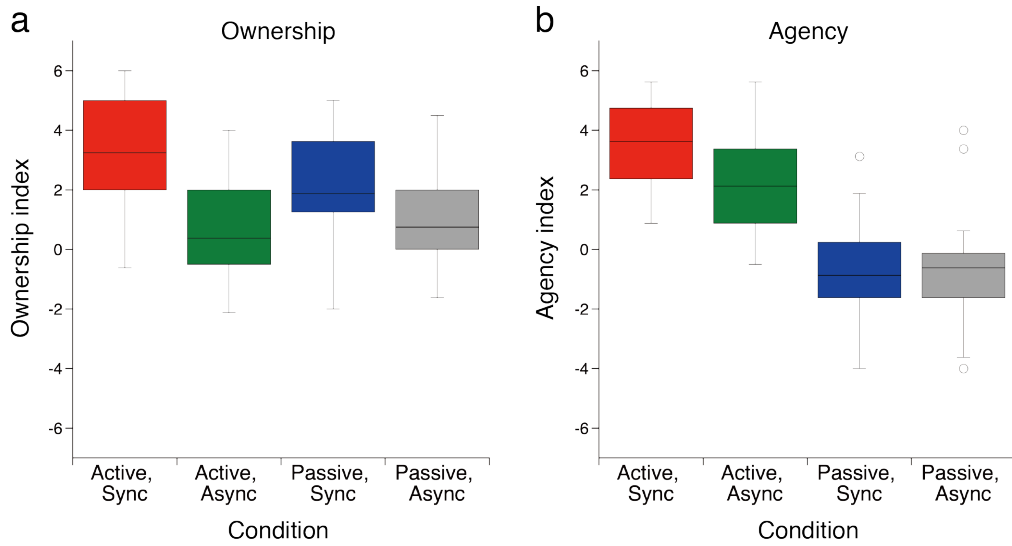 a
Ownership
Ownership index
6
4
2
0
-2
-4
-6
Active,
Sync
Active,
Async
Passive,
Sync
Passive,
Async
Condition
b
Agency
Agency index
6
4
2
0
-2
-4
-6
Active,
Sync
Active,
Async
Passive,
Sync
Passive,
Async
Condition